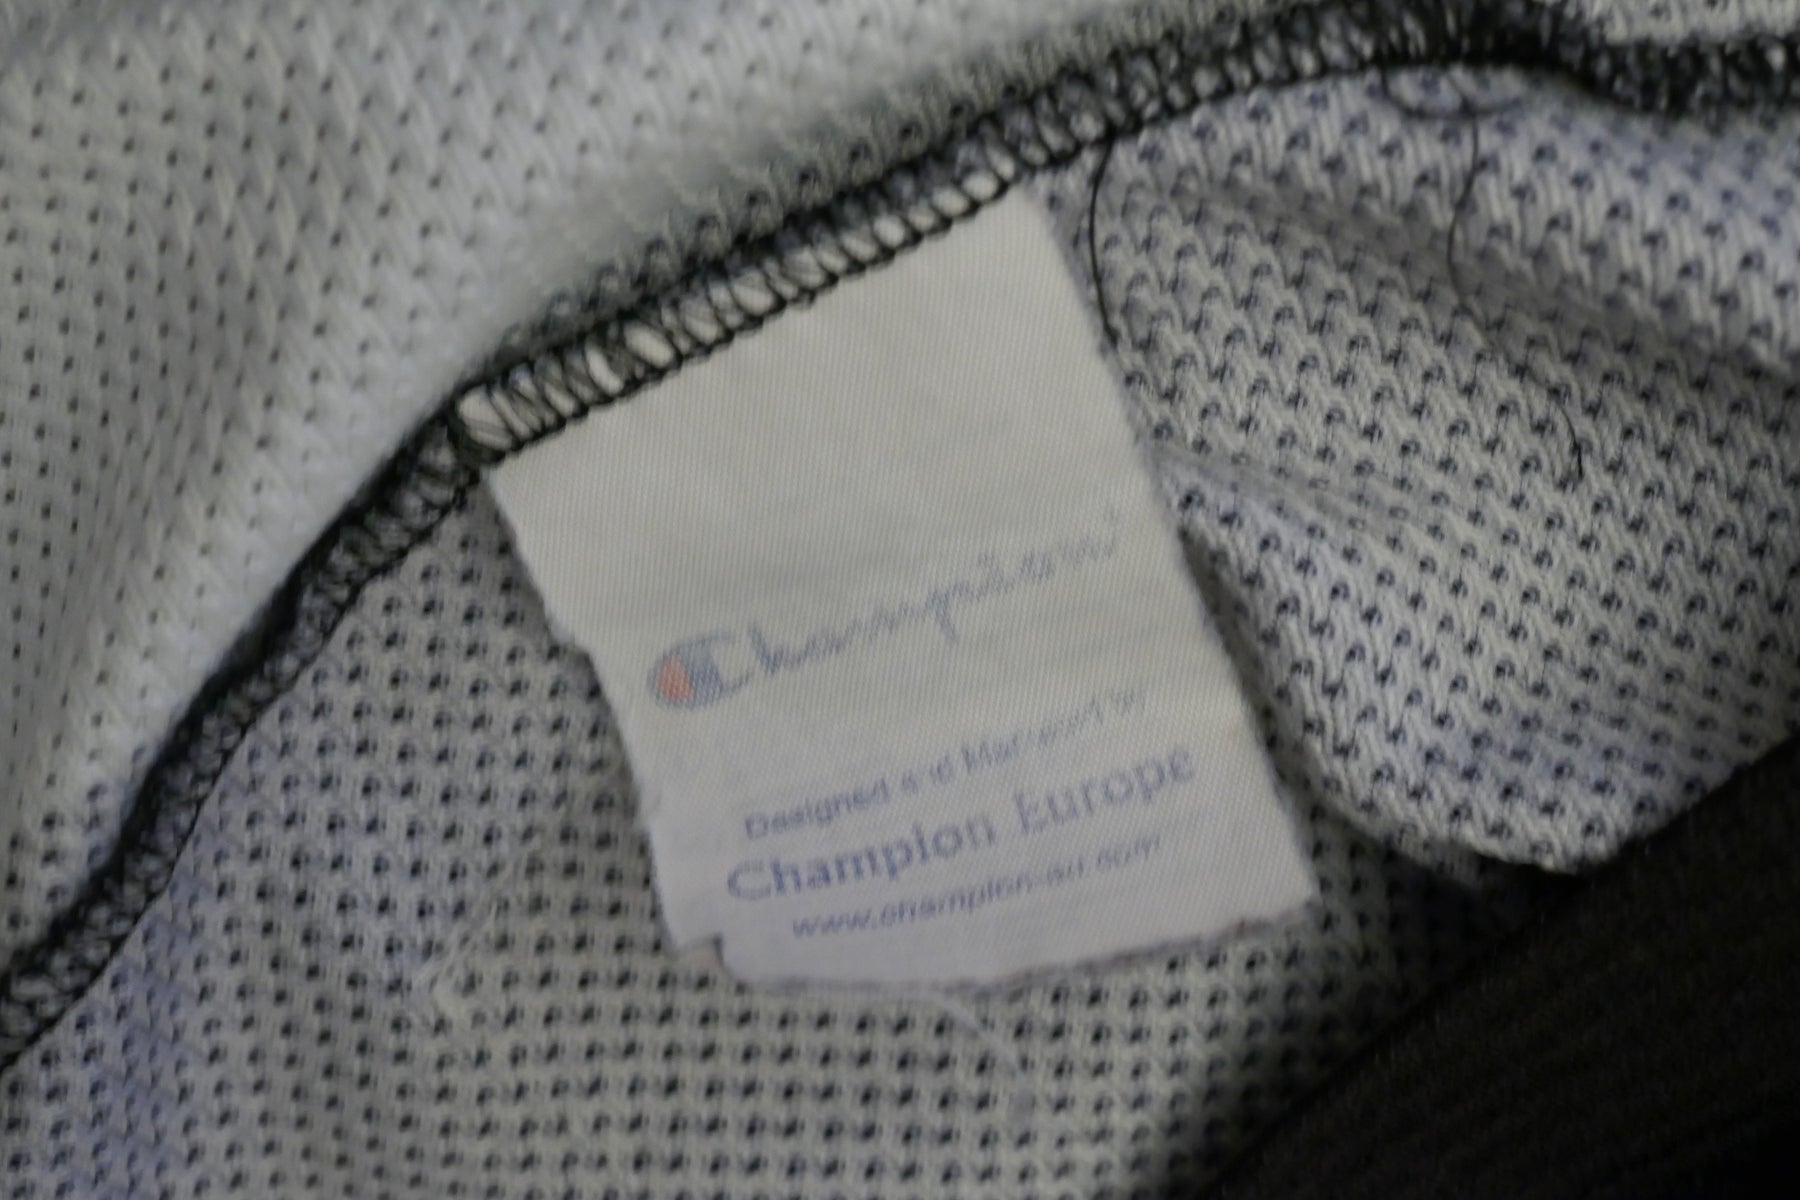 Champion
Designed and Marketed by
Champion Europe
www.champion-eu.com